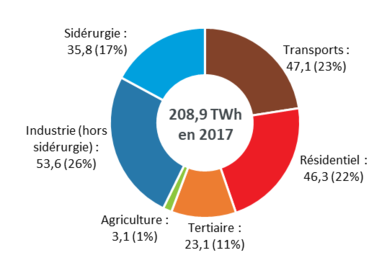 Sidérurgie :
35,8 (17%)
Transports :
47,1 (23%)
208,9 TWh
en 2017
Industrie (hors
sidérurgie) :
53,6 (26%)
Résidentiel :
46,3 (22%)
Agriculture :
3,1 (1%)
Tertiaire :
23,1 (11%)